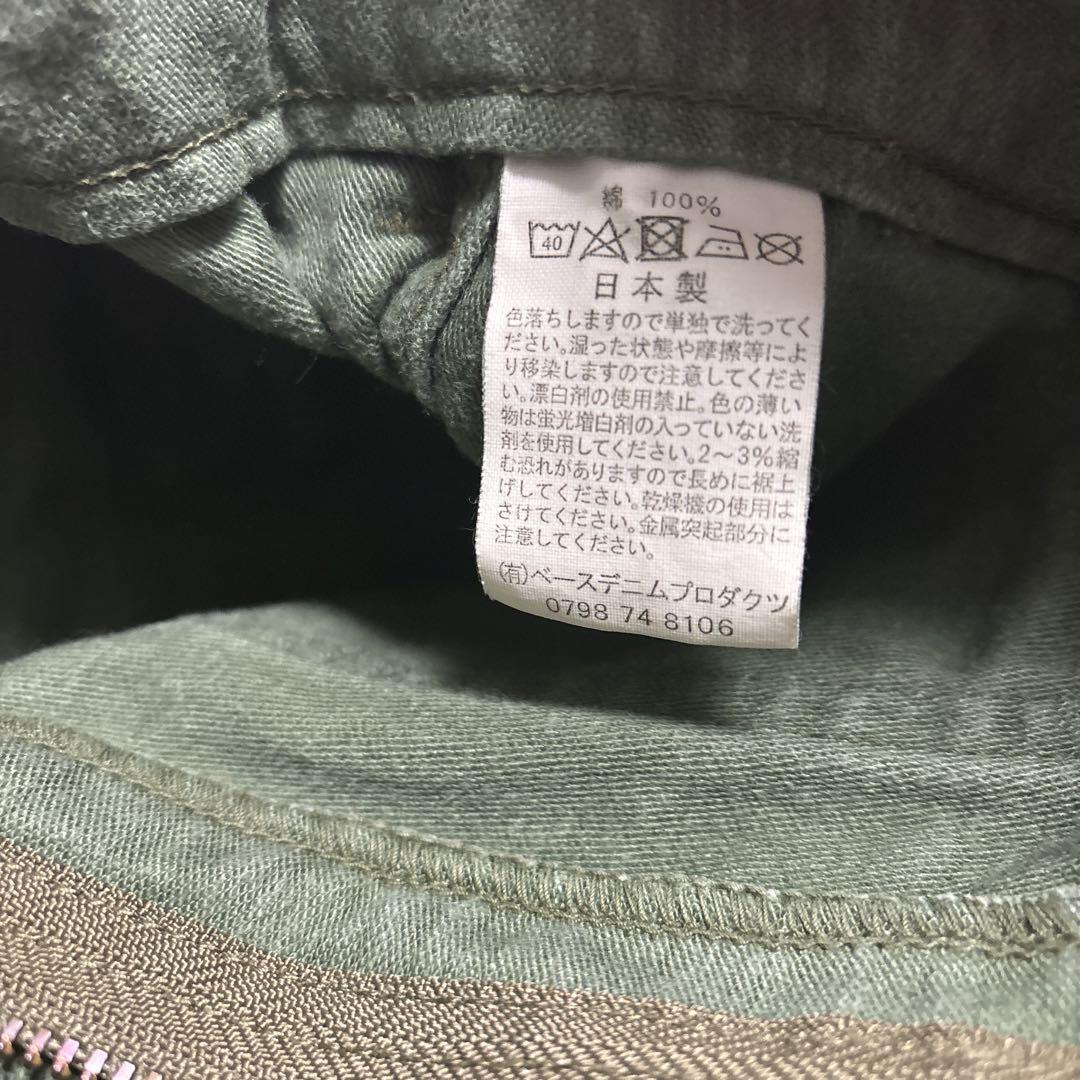 綿 100%
40
日本製
色落ちしますので単独で洗ってく
ださい。湿った状態や摩擦等によ
り移染しますので注意してくださ
い。漂白剤の使用禁止。色の薄い
物は蛍光増白剤の入っていない洗
剤を使用してください。2〜3%縮
む恐れがありますので長めに裾上
げしてください。乾燥機の使用は
さけてください。金属突起部分に
注意してください。
(有)ベースデニムプロダクツ
0798 74 8106